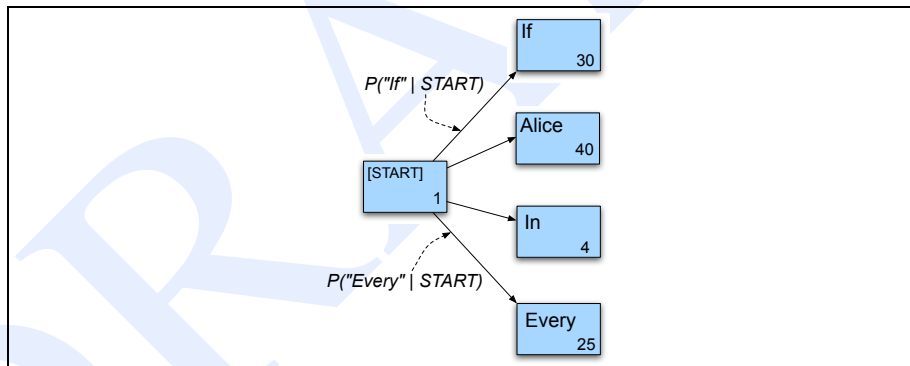 If
30
P("If" | START)
Alice
40
[START]
1
In
4
P("Every" | START)
Every
25